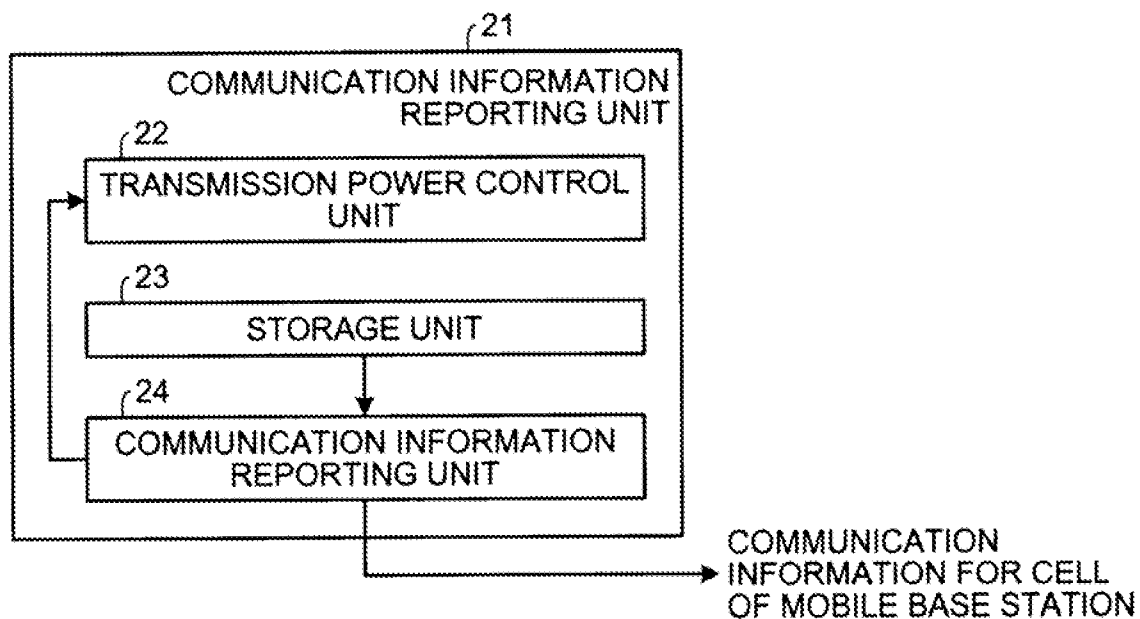 21
COMMUNICATION INFORMATION
REPORTING UNIT
22
TRANSMISSION POWER CONTROL
UNIT
23
STORAGE UNIT
24
COMMUNICATION INFORMATION
REPORTING UNIT
COMMUNICATION
INFORMATION FOR CELL
OF MOBILE BASE STATION